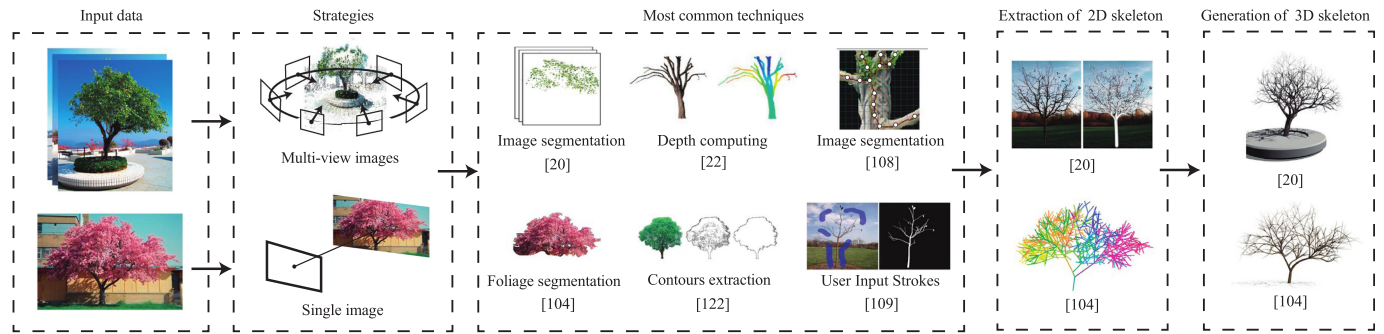 Input data
Strategies
Most common techniques
Extraction of 2D skeleton
Generation of 3D skeleton
Multi-view images
Image segmentation
[20]
Depth computing
[22]
Image segmentation
[108]
[20]
[20]
Single image
Foliage segmentation
[104]
Contours extraction
[122]
User Input Strokes
[109]
[104]
[104]